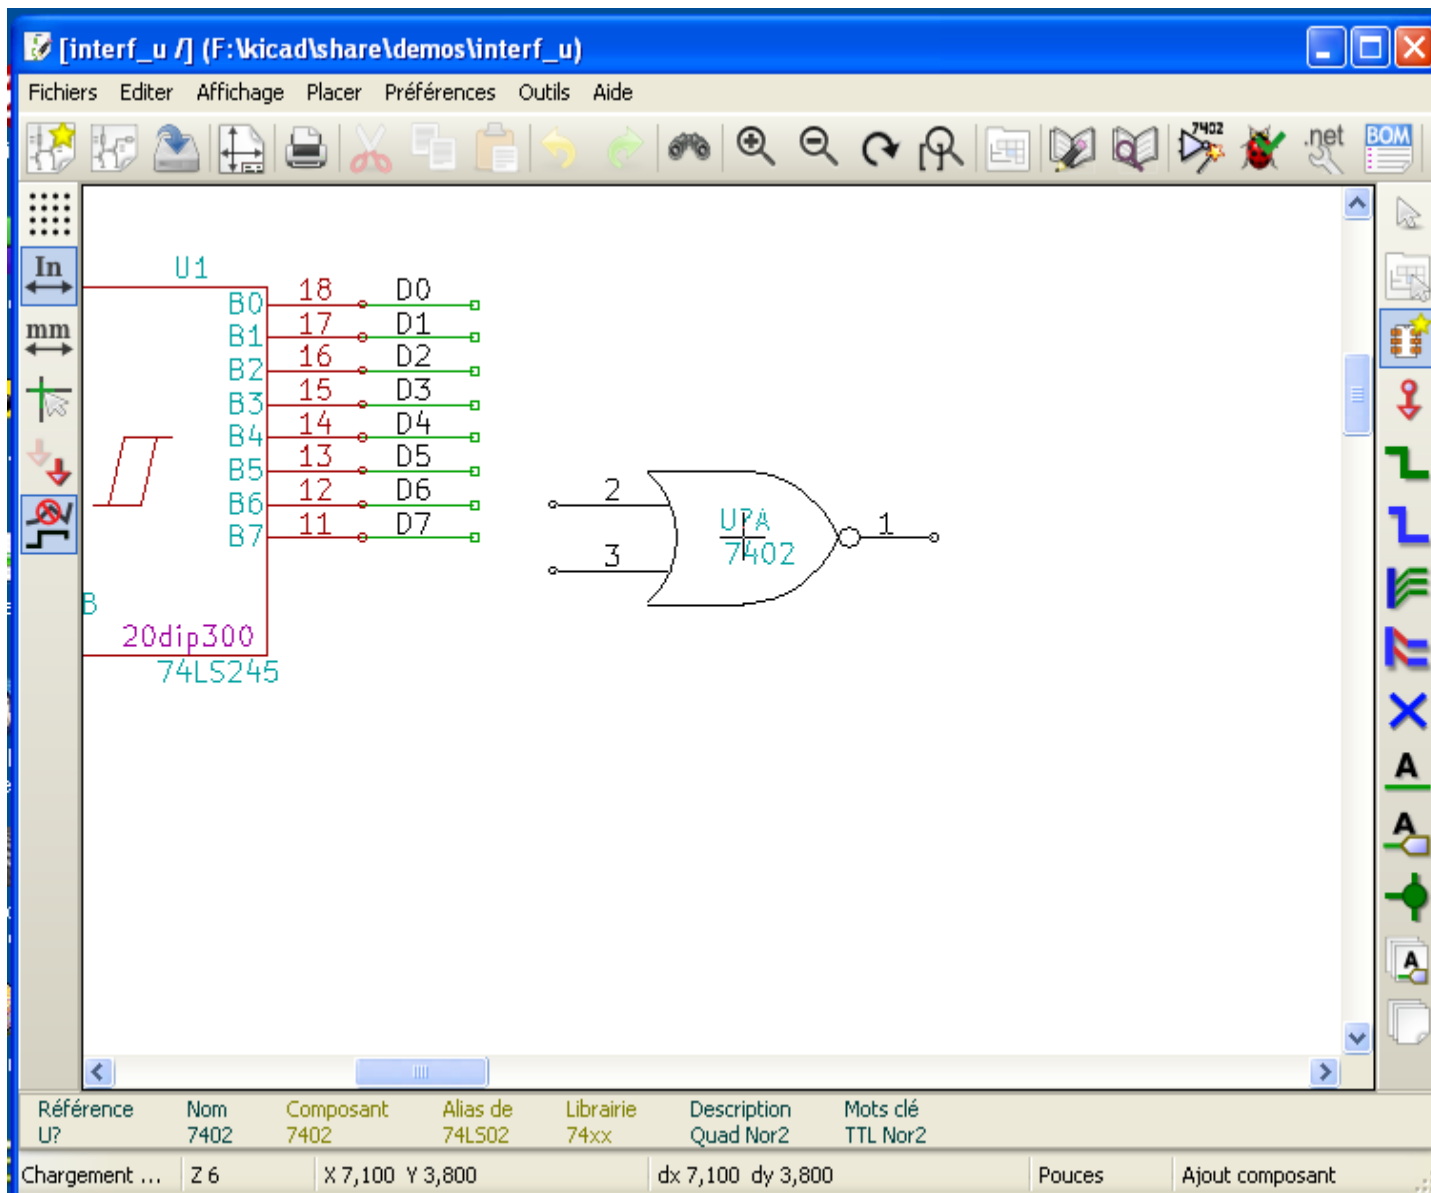 [interf_u /] (F:\kicad\share\demos\interf_u)
Fichiers Editer Affichage Placer Préférences Outils Aide
7402 .net BOM
In
mm
U1
B0 18 D0
B1 17 D1
B2 16 D2
B3 15 D3
B4 14 D4
B5 13 D5
B6 12 D6
B7 11 D7
2
3
U?A
7402
1
B
20dip300
74LS245
A
A
A
Référence Nom Composant Alias de Librairie Description Mots clé
U? 7402 7402 74LS02 74xx Quad Nor2 TTL Nor2
Chargement ... Z 6 X 7,100 Y 3,800 dx 7,100 dy 3,800 Pouces Ajout composant